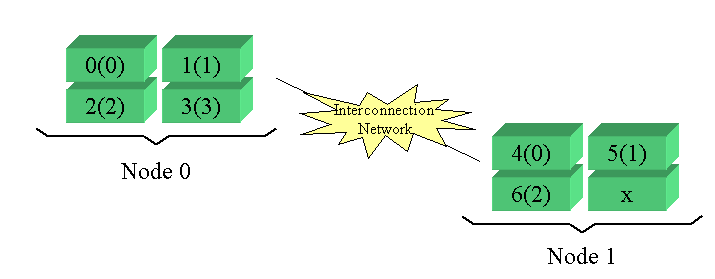 0(0) 1(1)
2(2) 3(3)
Node 0
Interconnection
Network
4(0) 5(1)
6(2) x
Node 1